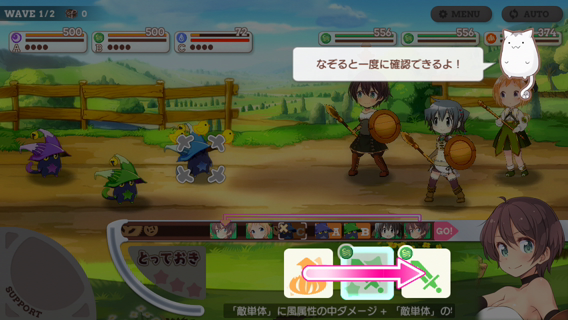 WAVE 1/2
0
MENU
AUTO
500
A
500
B
72
C
556
556
374
なぞると一度に確認できるよ！
A
B
GO!
とっておき
SUPPORT
「敵単体」に風属性の中ダメージ + 「敵単体」の